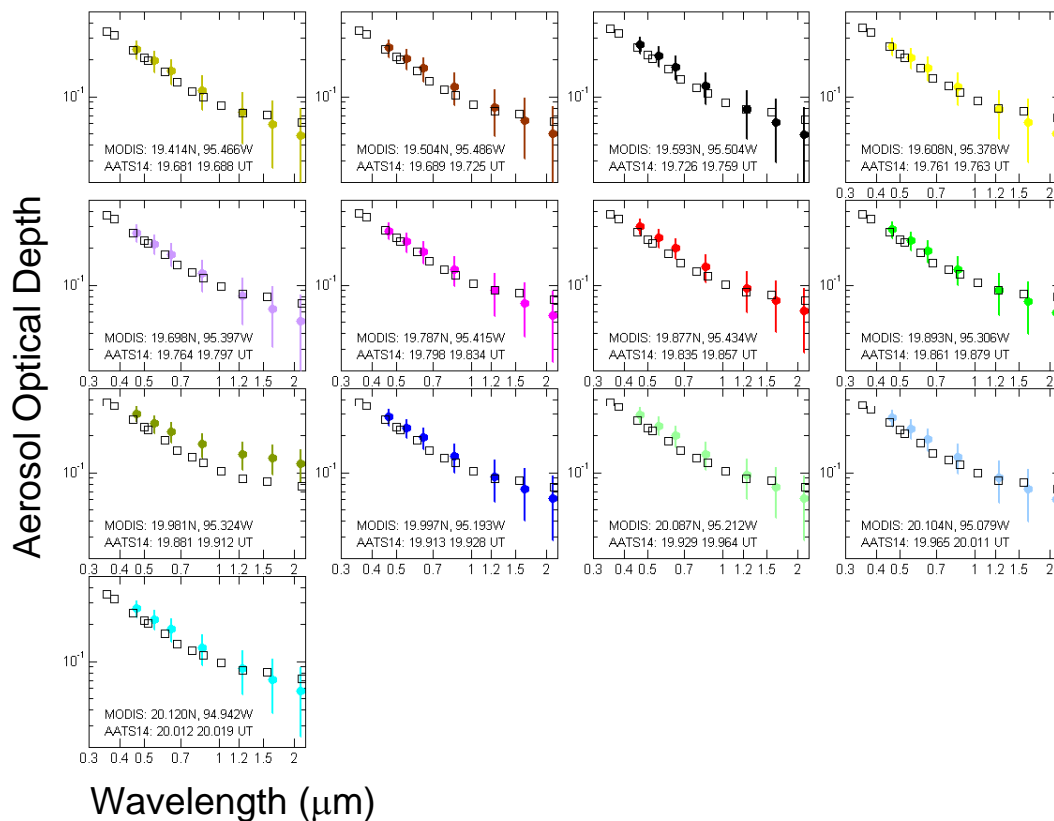 10⁻¹
MODIS: 19.414N, 95.466W
AATS14: 19.681 19.688 UT
MODIS: 19.504N, 95.486W
AATS14: 19.689 19.725 UT
MODIS: 19.593N, 95.504W
AATS14: 19.726 19.759 UT
MODIS: 19.608N, 95.378W
AATS14: 19.761 19.763 UT
0.3 0.4 0.5 0.7 1 1.2 1.5 2
Aerosol Optical Depth
10⁻¹
MODIS: 19.698N, 95.397W
AATS14: 19.764 19.797 UT
MODIS: 19.787N, 95.415W
AATS14: 19.798 19.834 UT
MODIS: 19.877N, 95.434W
AATS14: 19.835 19.857 UT
MODIS: 19.893N, 95.306W
AATS14: 19.861 19.879 UT
0.3 0.4 0.5 0.7 1 1.2 1.5 2
0.4 0.5 0.7 1 1.2 1.5 2
0.3 0.4 0.5 0.7 1 1.2 1.5 2
0.3 0.4 0.5 0.7 1 1.2 1.5 2
10⁻¹
MODIS: 19.981N, 95.324W
AATS14: 19.881 19.912 UT
MODIS: 19.997N, 95.193W
AATS14: 19.913 19.928 UT
MODIS: 20.087N, 95.212W
AATS14: 19.929 19.964 UT
MODIS: 20.104N, 95.079W
AATS14: 19.965 20.011 UT
0.3 0.4 0.5 0.7 1 1.2 1.5 2
0.4 0.5 0.7 1 1.2 1.5 2
0.3 0.4 0.5 0.7 1 1.2 1.5 2
0.3 0.4 0.5 0.7 1 1.2 1.5 2
10⁻¹
MODIS: 20.120N, 94.942W
AATS14: 20.012 20.019 UT
0.3 0.4 0.5 0.7 1 1.2 1.5 2
Wavelength (μm)